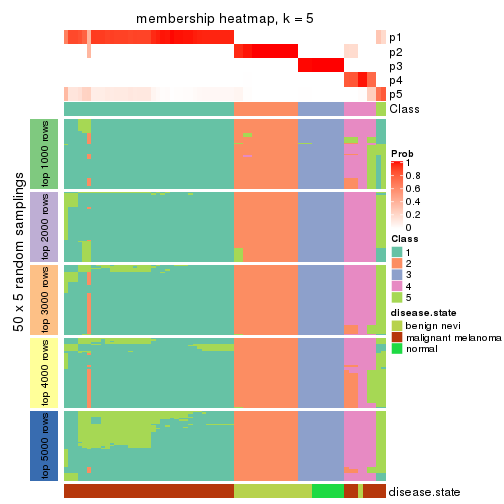 membership heatmap, k = 5
p1
p2
p3
p4
p5
Class
50 x 5 random samplings
top 1000 rows
top 2000 rows
top 3000 rows
top 4000 rows
top 5000 rows
disease.state
Prob
1
0.8
0.6
0.4
0.2
0
Class
1
2
3
4
5
disease.state
benign nevi
malignant melanoma
normal